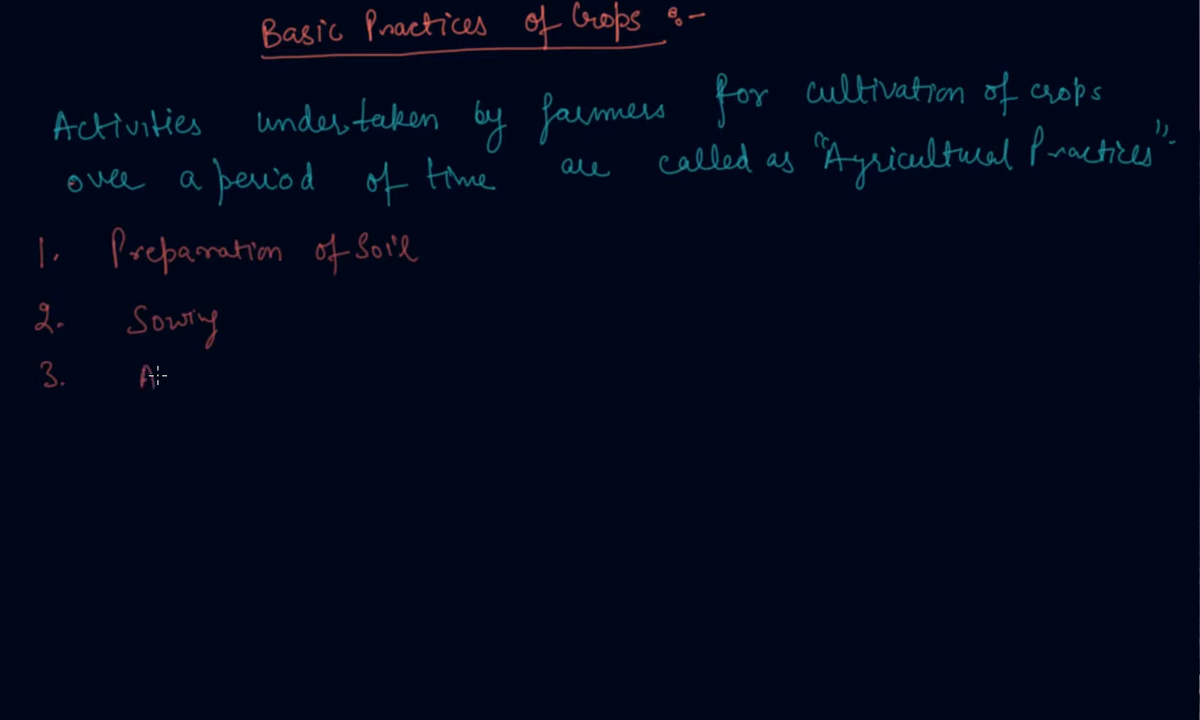 Basic Practices of Crops :-
Activities undertaken by farmers for cultivation of crops
over a period of time are called as "Agricultural Practices".
1. Preparation of Soil
2. Sowing
3. A